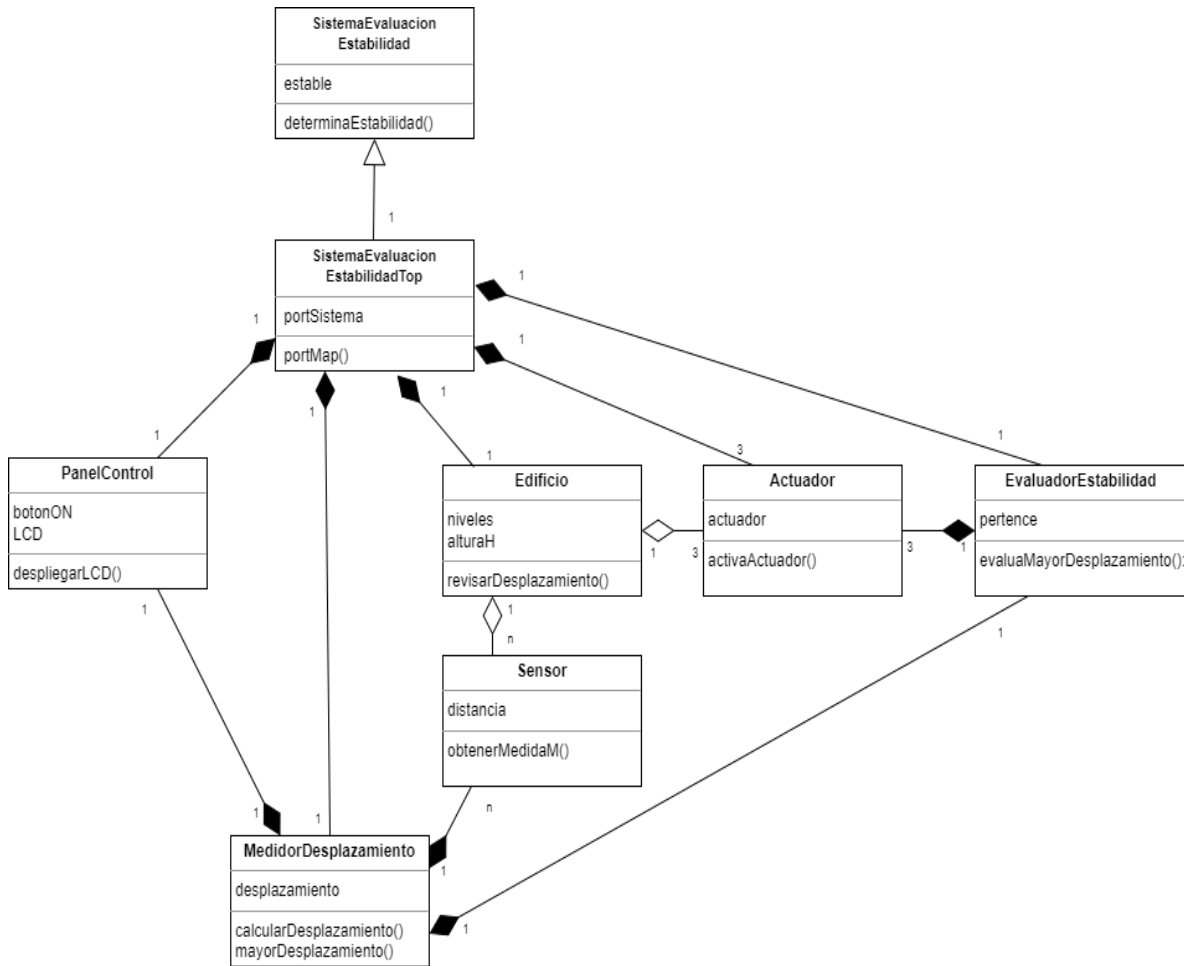 SistemaEvaluacion
Estabilidad
estable
determinaEstabilidad()
1
SistemaEvaluacion
EstabilidadTop
portSistema
portMap()
1
1
1
1
1
1
1
3
1
1
PanelControl
botonON
LCD
despliegarLCD()
1
Edificio
niveles
alturaH
revisarDesplazamiento()
1
3
Actuador
actuador
activaActuador()
3
1
EvaluadorEstabilidad
pertence
evaluaMayorDesplazamiento():
1
1
n
Sensor
distancia
obtenerMedidaM()
n
1
1
1
1
MedidorDesplazamiento
desplazamiento
calcularDesplazamiento()
mayorDesplazamiento()